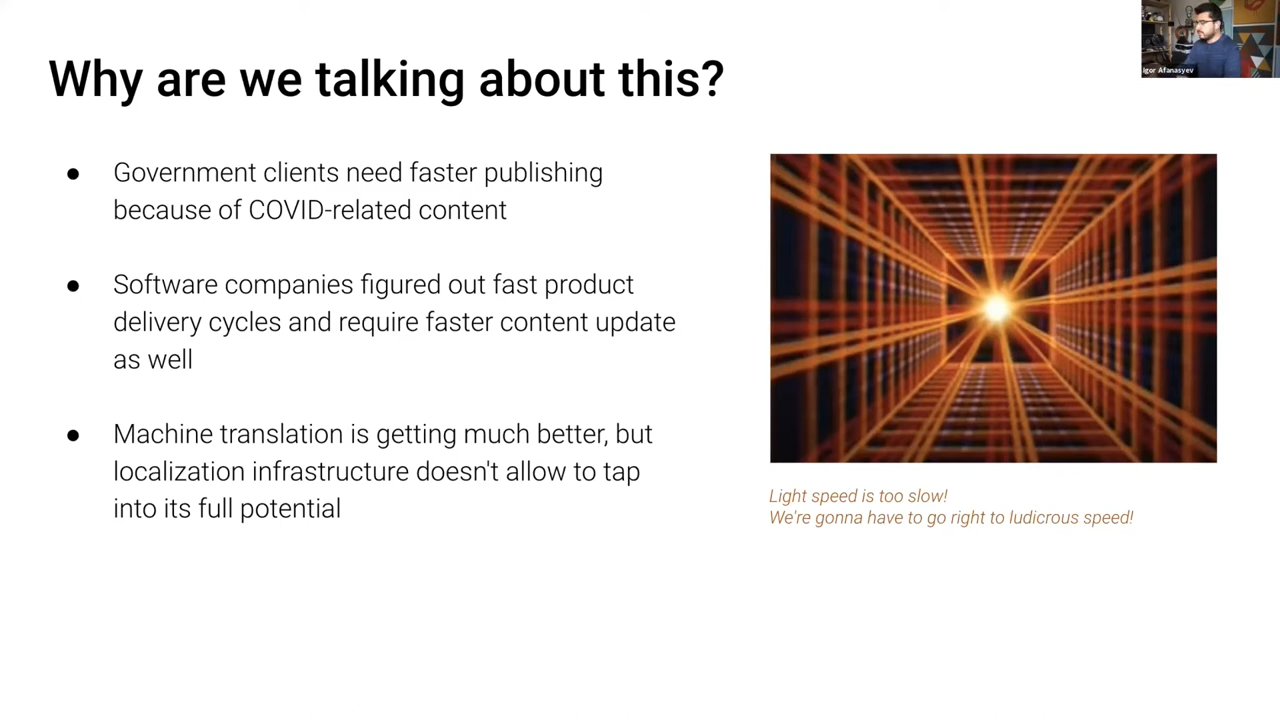 Igor Afanasyev
Why are we talking about this?
● Government clients need faster publishing
because of COVID-related content
● Software companies figured out fast product
delivery cycles and require faster content update
as well
● Machine translation is getting much better, but
localization infrastructure doesn't allow to tap
into its full potential
Light speed is too slow!
We're gonna have to go right to ludicrous speed!